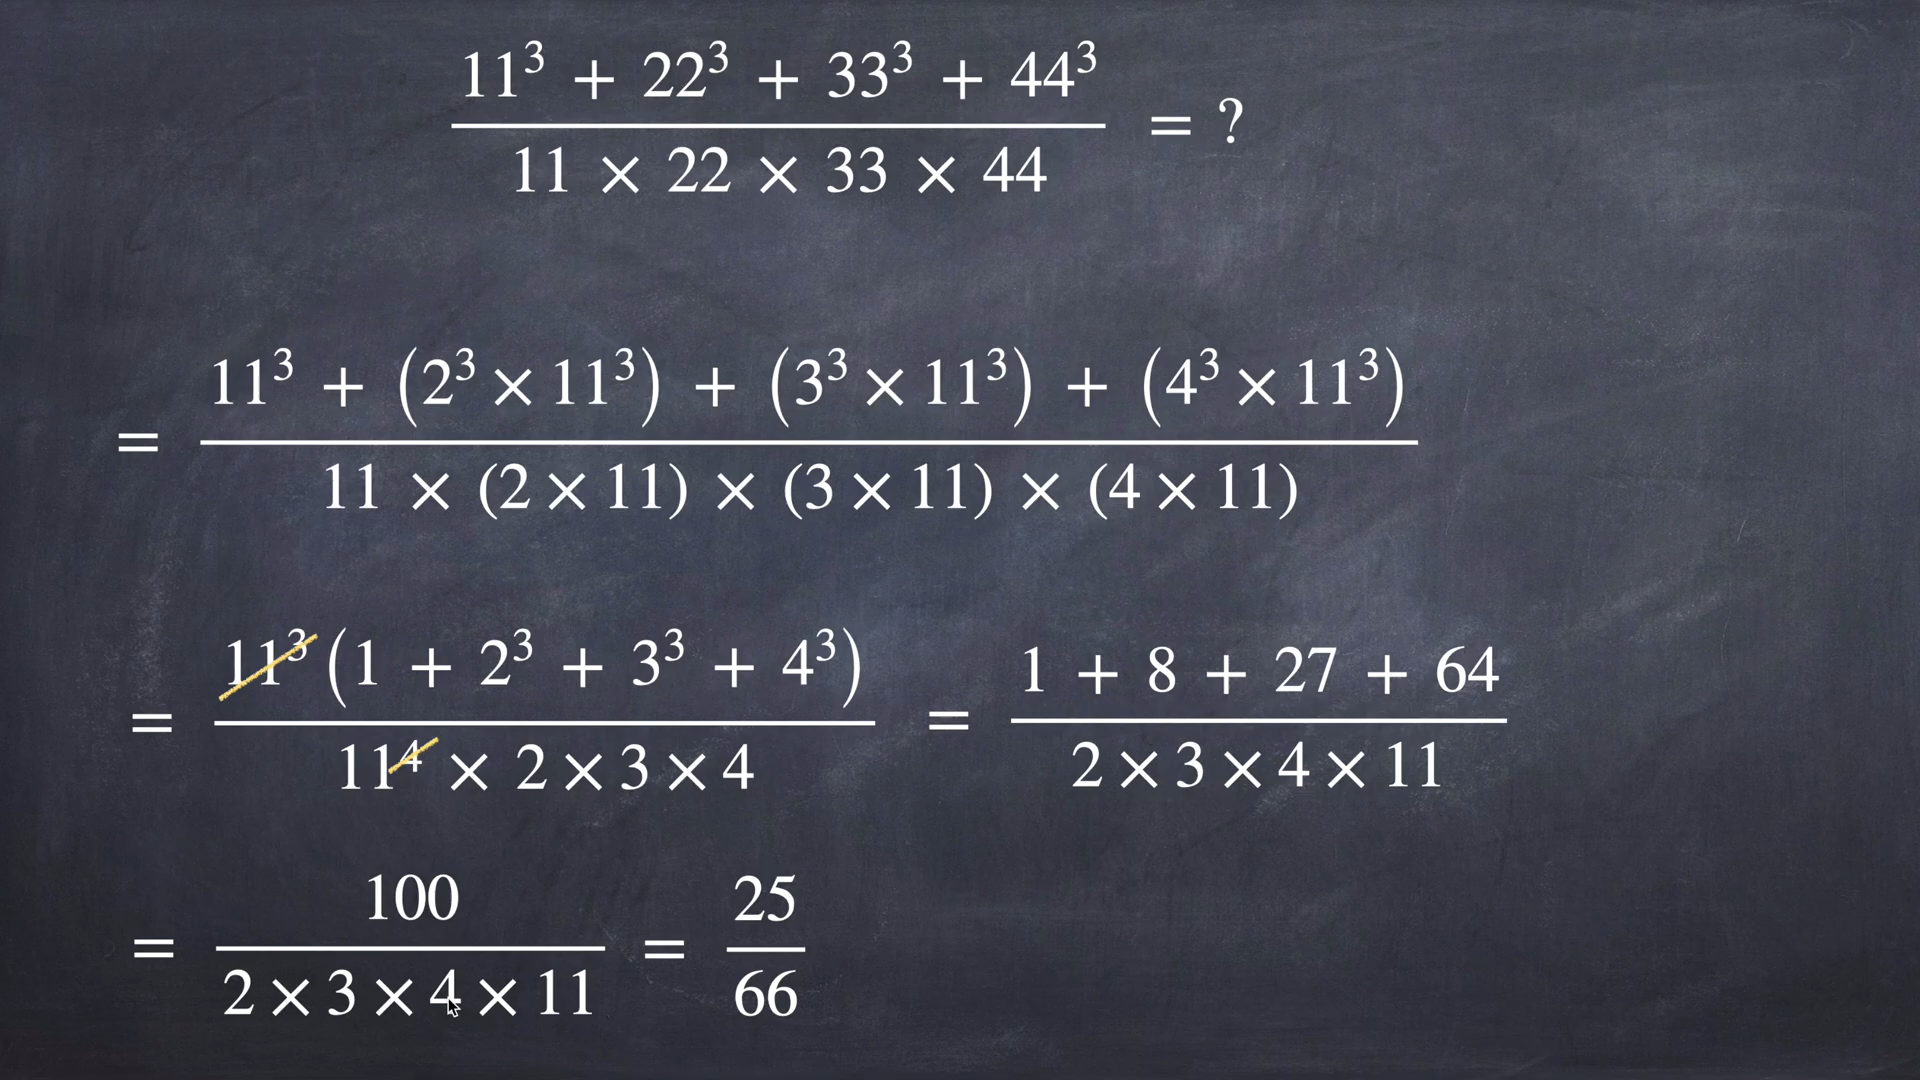 11³ + 22³ + 33³ + 44³
11 × 22 × 33 × 44
= ?
11³ + (2³ × 11³) + (3³ × 11³) + (4³ × 11³)
=
11 × (2 × 11) × (3 × 11) × (4 × 11)
11³ (1 + 2³ + 3³ + 4³)
=
11⁴ × 2 × 3 × 4
=
1 + 8 + 27 + 64
2 × 3 × 4 × 11
=
100
2 × 3 × 4 × 11
=
25
66